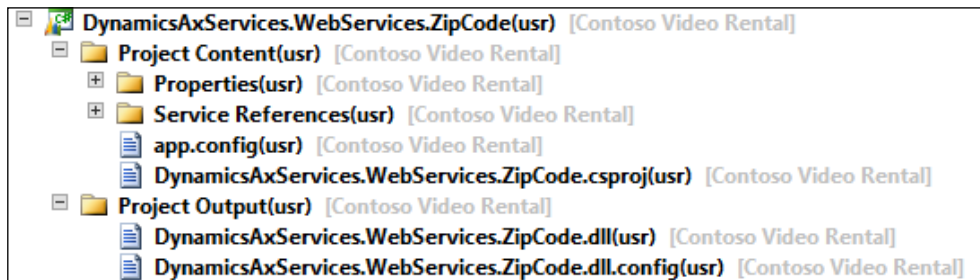 DynamicsAxServices.WebServices.ZipCode(usr) [Contoso Video Rental]
Project Content(usr) [Contoso Video Rental]
Properties(usr) [Contoso Video Rental]
Service References(usr) [Contoso Video Rental]
app.config(usr) [Contoso Video Rental]
DynamicsAxServices.WebServices.ZipCode.csproj(usr) [Contoso Video Rental]
Project Output(usr) [Contoso Video Rental]
DynamicsAxServices.WebServices.ZipCode.dll(usr) [Contoso Video Rental]
DynamicsAxServices.WebServices.ZipCode.dll.config(usr) [Contoso Video Rental]